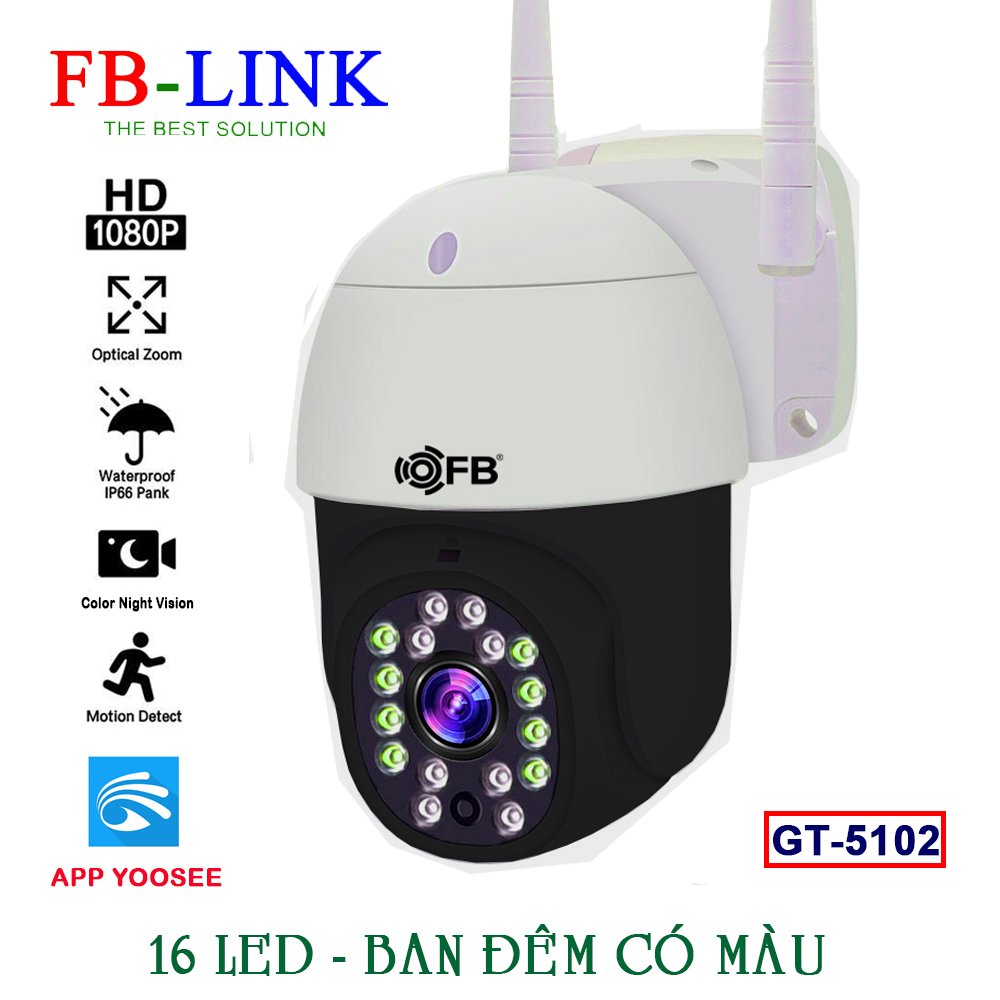 FB-LINK
THE BEST SOLUTION
HD
1080P
Optical Zoom
Waterproof
IP66 Pank
Color Night Vision
Motion Detect
APP YOOSEE
FB®
GT-5102
16 LED - BAN ĐÊM CÓ MÀU